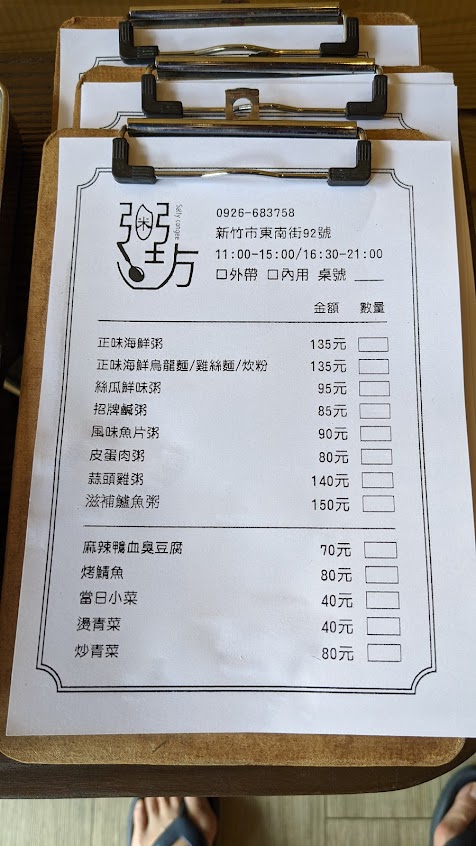 粥坊
Sally congee
0926-683758
新竹市東南街92號
11:00-15:00/16:30-21:00
口外帶 口內用 桌號 ____
金額 數量
正味海鮮粥 135元
正味海鮮烏龍麵/雞絲麵/炊粉 135元
絲瓜鮮味粥 95元
招牌鹹粥 85元
風味魚片粥 90元
皮蛋肉粥 80元
蒜頭雞粥 140元
滋補鱸魚粥 150元
麻辣鴨血臭豆腐 70元
烤鯖魚 80元
當日小菜 40元
燙青菜 40元
炒青菜 80元